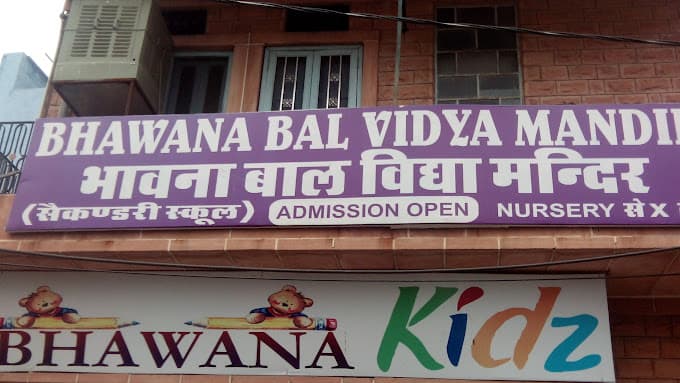 BHAWANA BAL VIDYA MANDI
भावना बाल विद्या मन्दिर
(सैकण्डरी स्कूल) ADMISSION OPEN NURSERY से X
BHAWANA Kidz